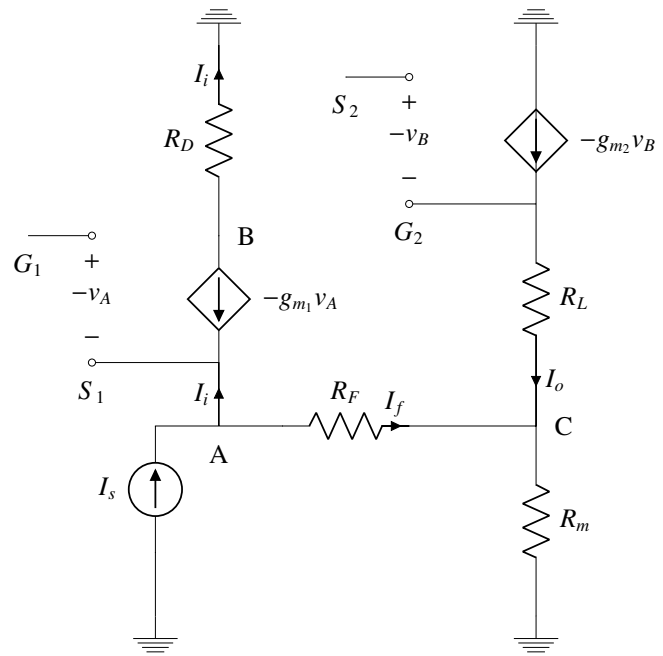 I_i
S_2
+
−v_B
−
G_2
−g_{m_2}v_B
R_D
B
G_1
+
−v_A
−
S_1
−g_{m_1}v_A
R_L
I_i
R_F
I_f
I_o
A
C
I_s
R_m